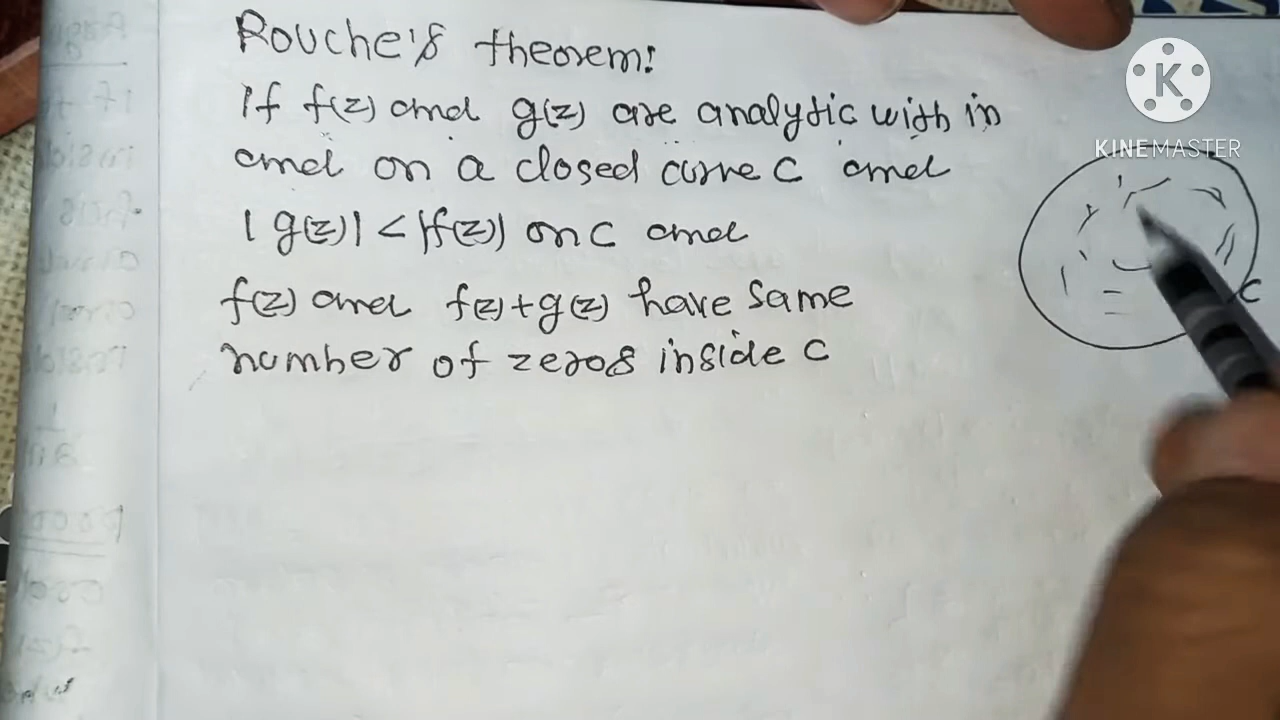 Rouche's theorem:
If f(z) and g(z) are analytic with in
and on a closed curve C and
|g(z)| < |f(z)| on C and
f(z) and f(z)+g(z) have same
number of zeros inside C
C
K
KINEMASTER